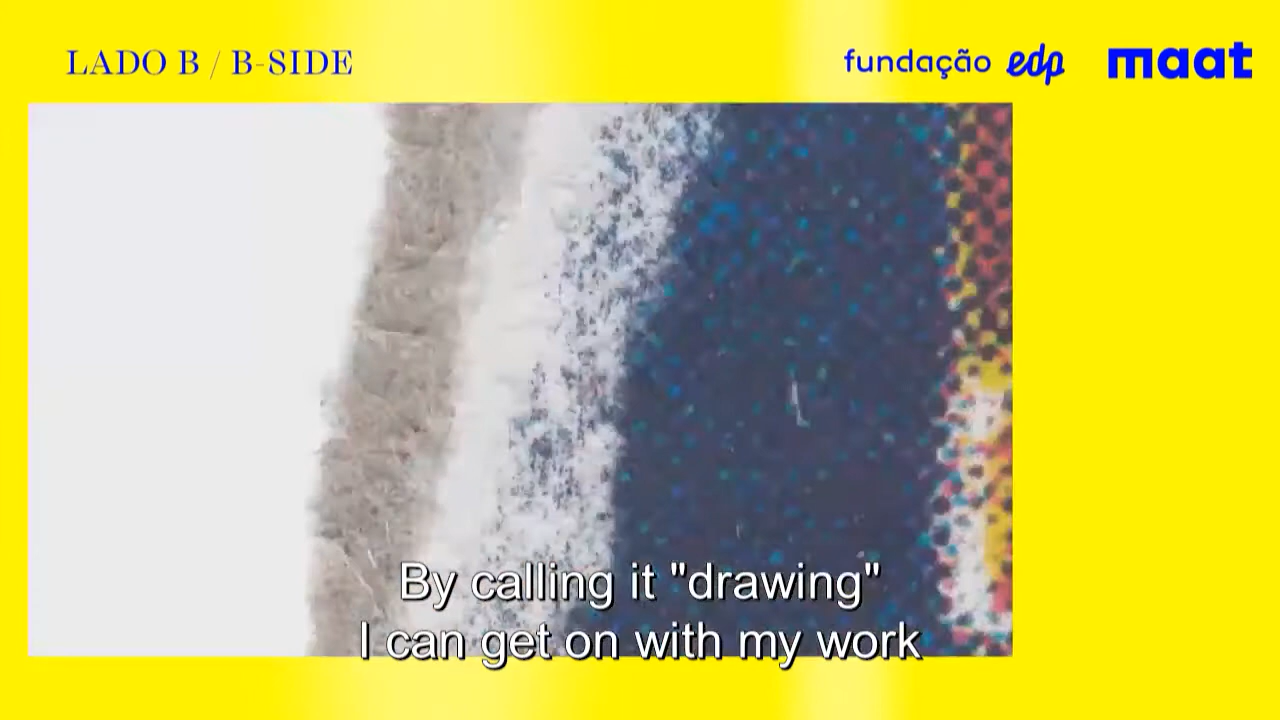 LADO B / B-SIDE
fundação edp maat
By calling it "drawing"
I can get on with my work